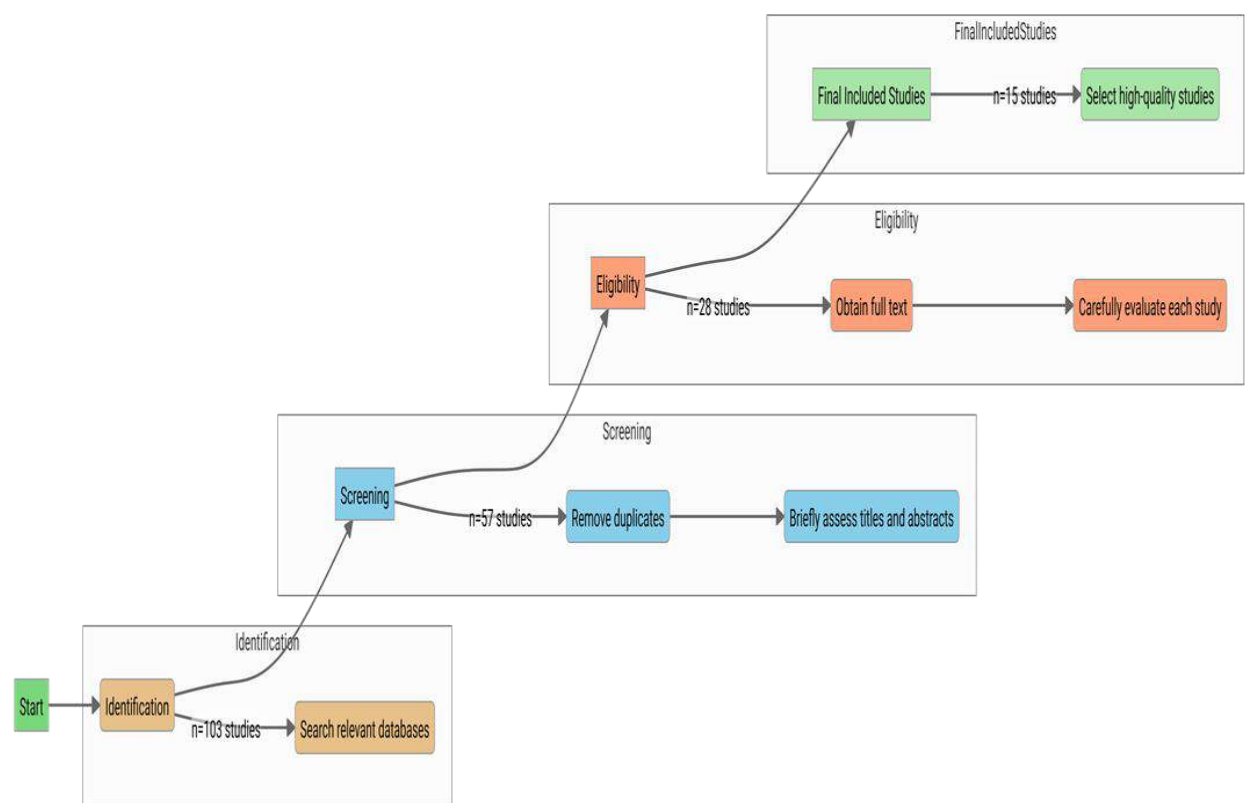 FinalIncludedStudies
Final Included Studies
n=15 studies
Select high-quality studies
Eligibility
Eligibility
n=28 studies
Obtain full text
Carefully evaluate each study
Screening
Screening
n=57 studies
Remove duplicates
Briefly assess titles and abstracts
Identification
Start
Identification
n=103 studies
Search relevant databases